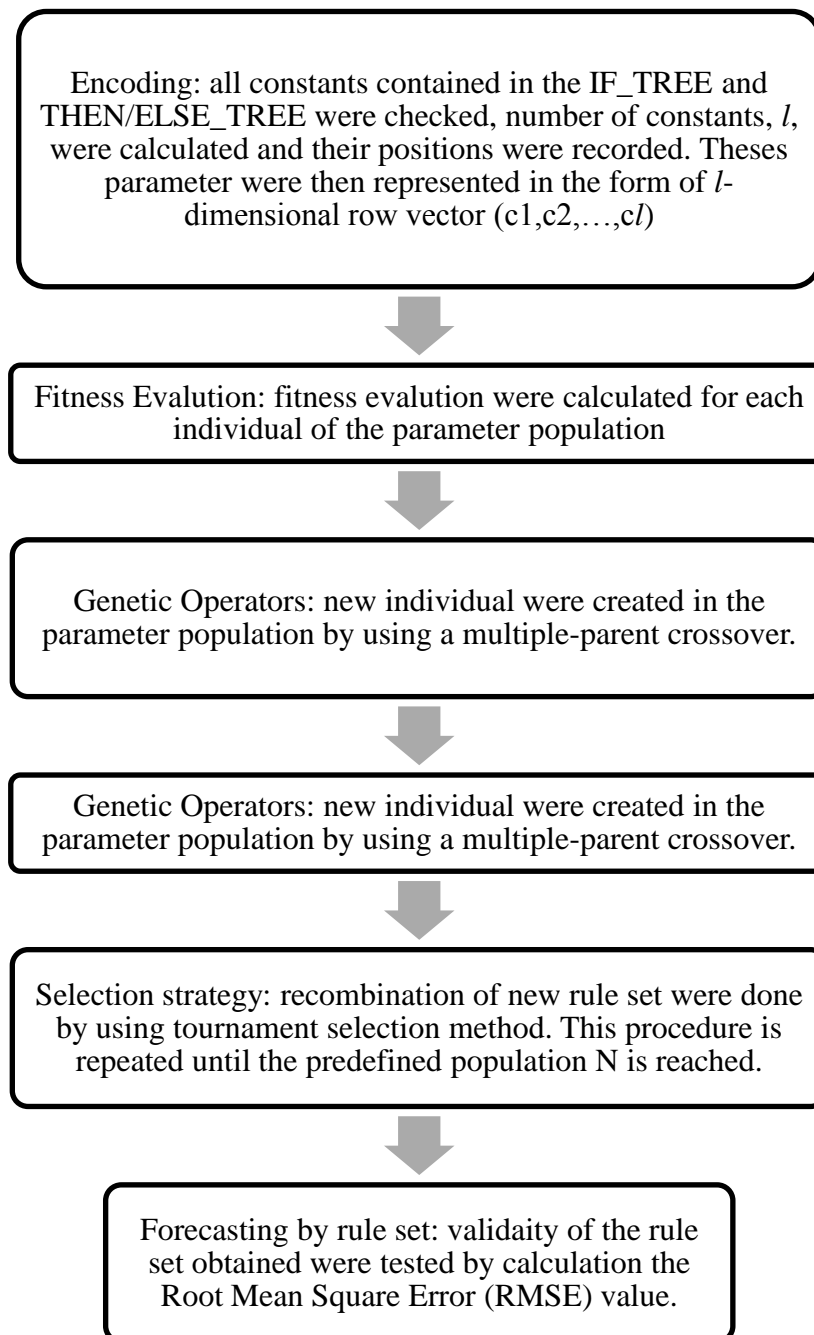 Encoding: all constants contained in the IF_TREE and
THEN/ELSE_TREE were checked, number of constants, l,
were calculated and their positions were recorded. Theses
parameter were then represented in the form of l-
dimensional row vector (c1,c2,…,cl)
Fitness Evalution: fitness evalution were calculated for each
individual of the parameter population
Genetic Operators: new individual were created in the
parameter population by using a multiple-parent crossover.
Genetic Operators: new individual were created in the
parameter population by using a multiple-parent crossover.
Selection strategy: recombination of new rule set were done
by using tournament selection method. This procedure is
repeated until the predefined population N is reached.
Forecasting by rule set: validaity of the rule
set obtained were tested by calculation the
Root Mean Square Error (RMSE) value.